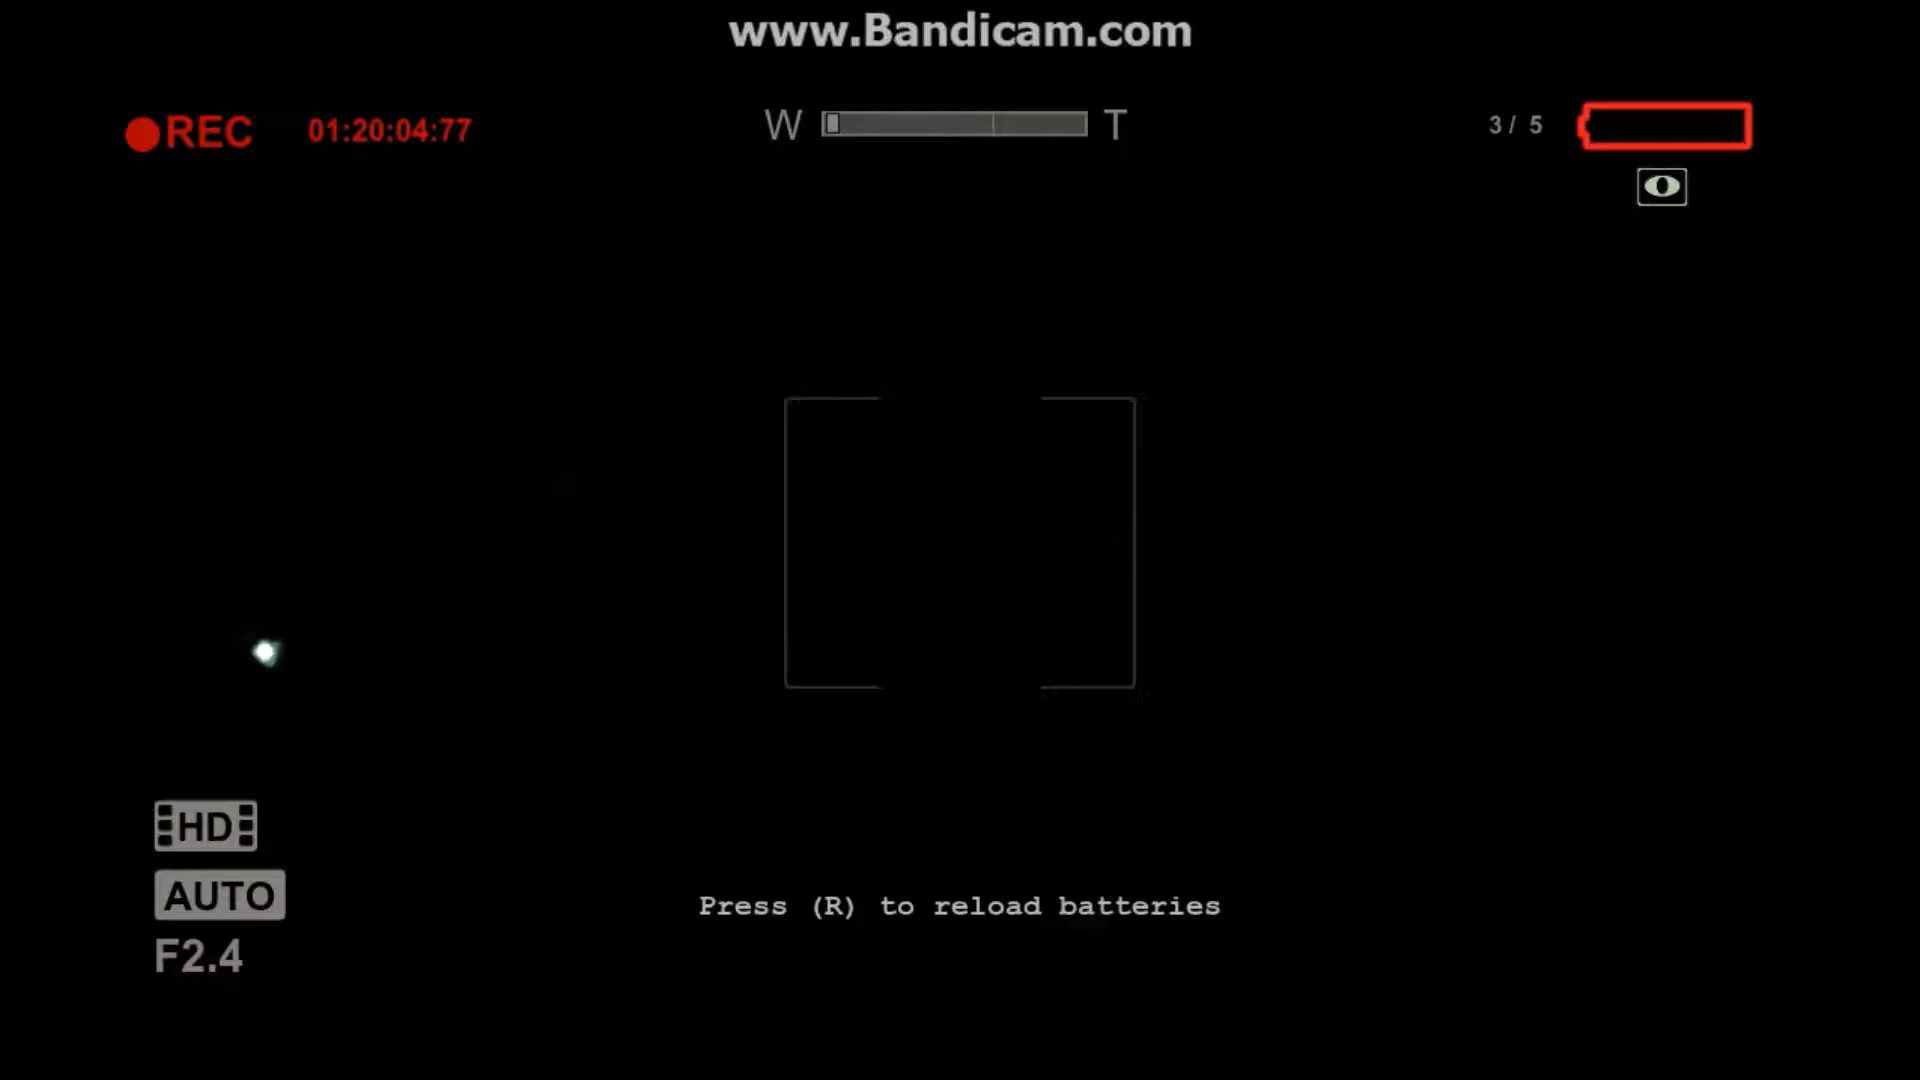 www.Bandicam.com
REC 01:20:04:77 W T 3/ 5
HD
AUTO
Press (R) to reload batteries
F2.4